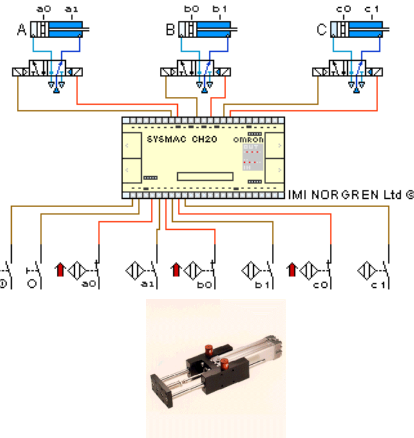 a0 a1 b0 b1 c0 c1
A B C
SYSMAC CH20 OMRON
IMI NORGREN Ltd ©
a0 a1 b0 b1 c0 c1